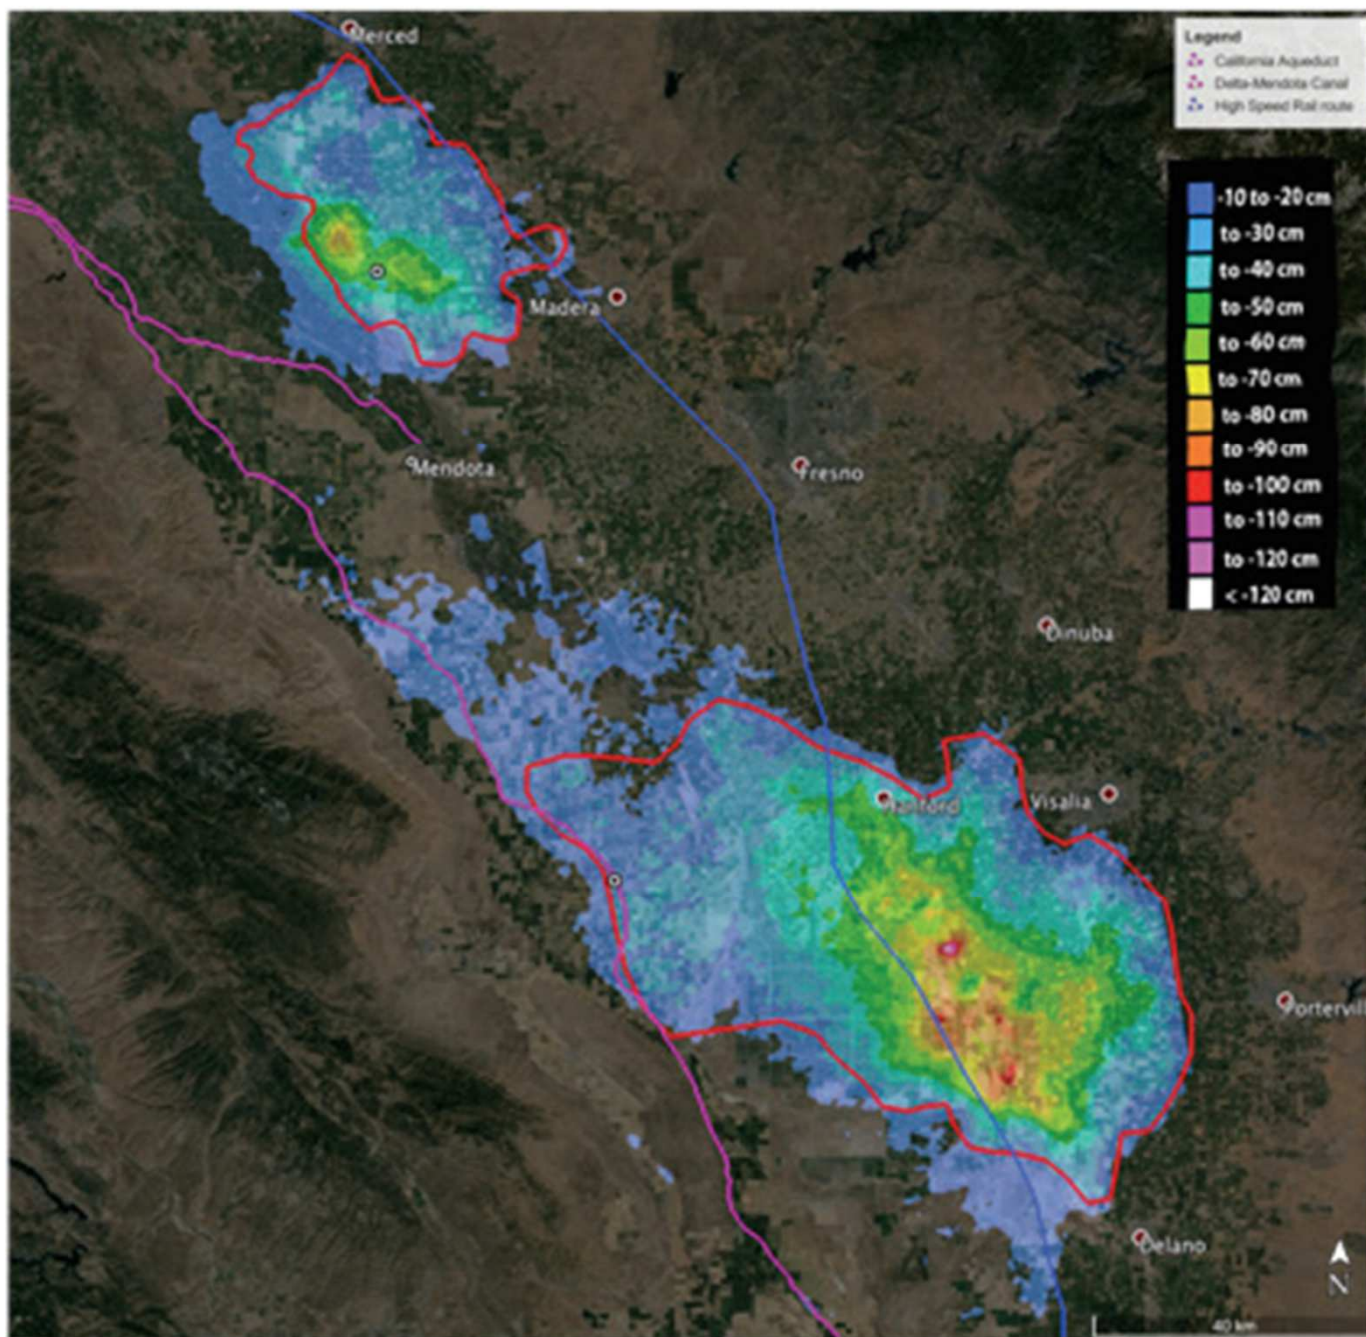 Merced
Legend
California Aqueduct
Delta-Mendota Canal
High Speed Rail route
-10 to -20 cm
to -30 cm
to -40 cm
to -50 cm
to -60 cm
to -70 cm
to -80 cm
to -90 cm
to -100 cm
to -110 cm
to -120 cm
< -120 cm
Madera
Mendota
Fresno
Dinuba
Hanford
Visalia
Portervil
Delano
N
40 km